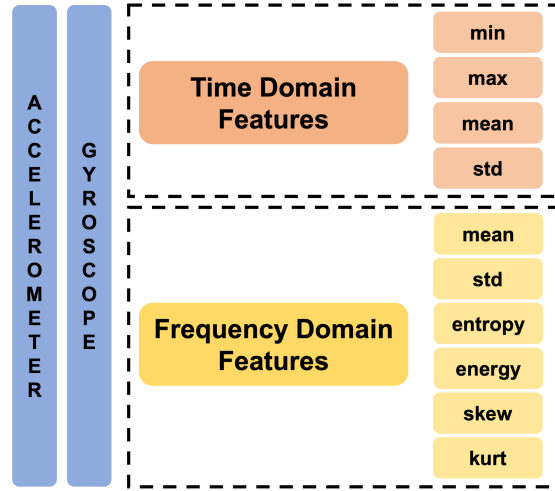 ACCELEROMETER
GYROSCOPE
Time Domain
Features
min
max
mean
std
Frequency Domain
Features
mean
std
entropy
energy
skew
kurt